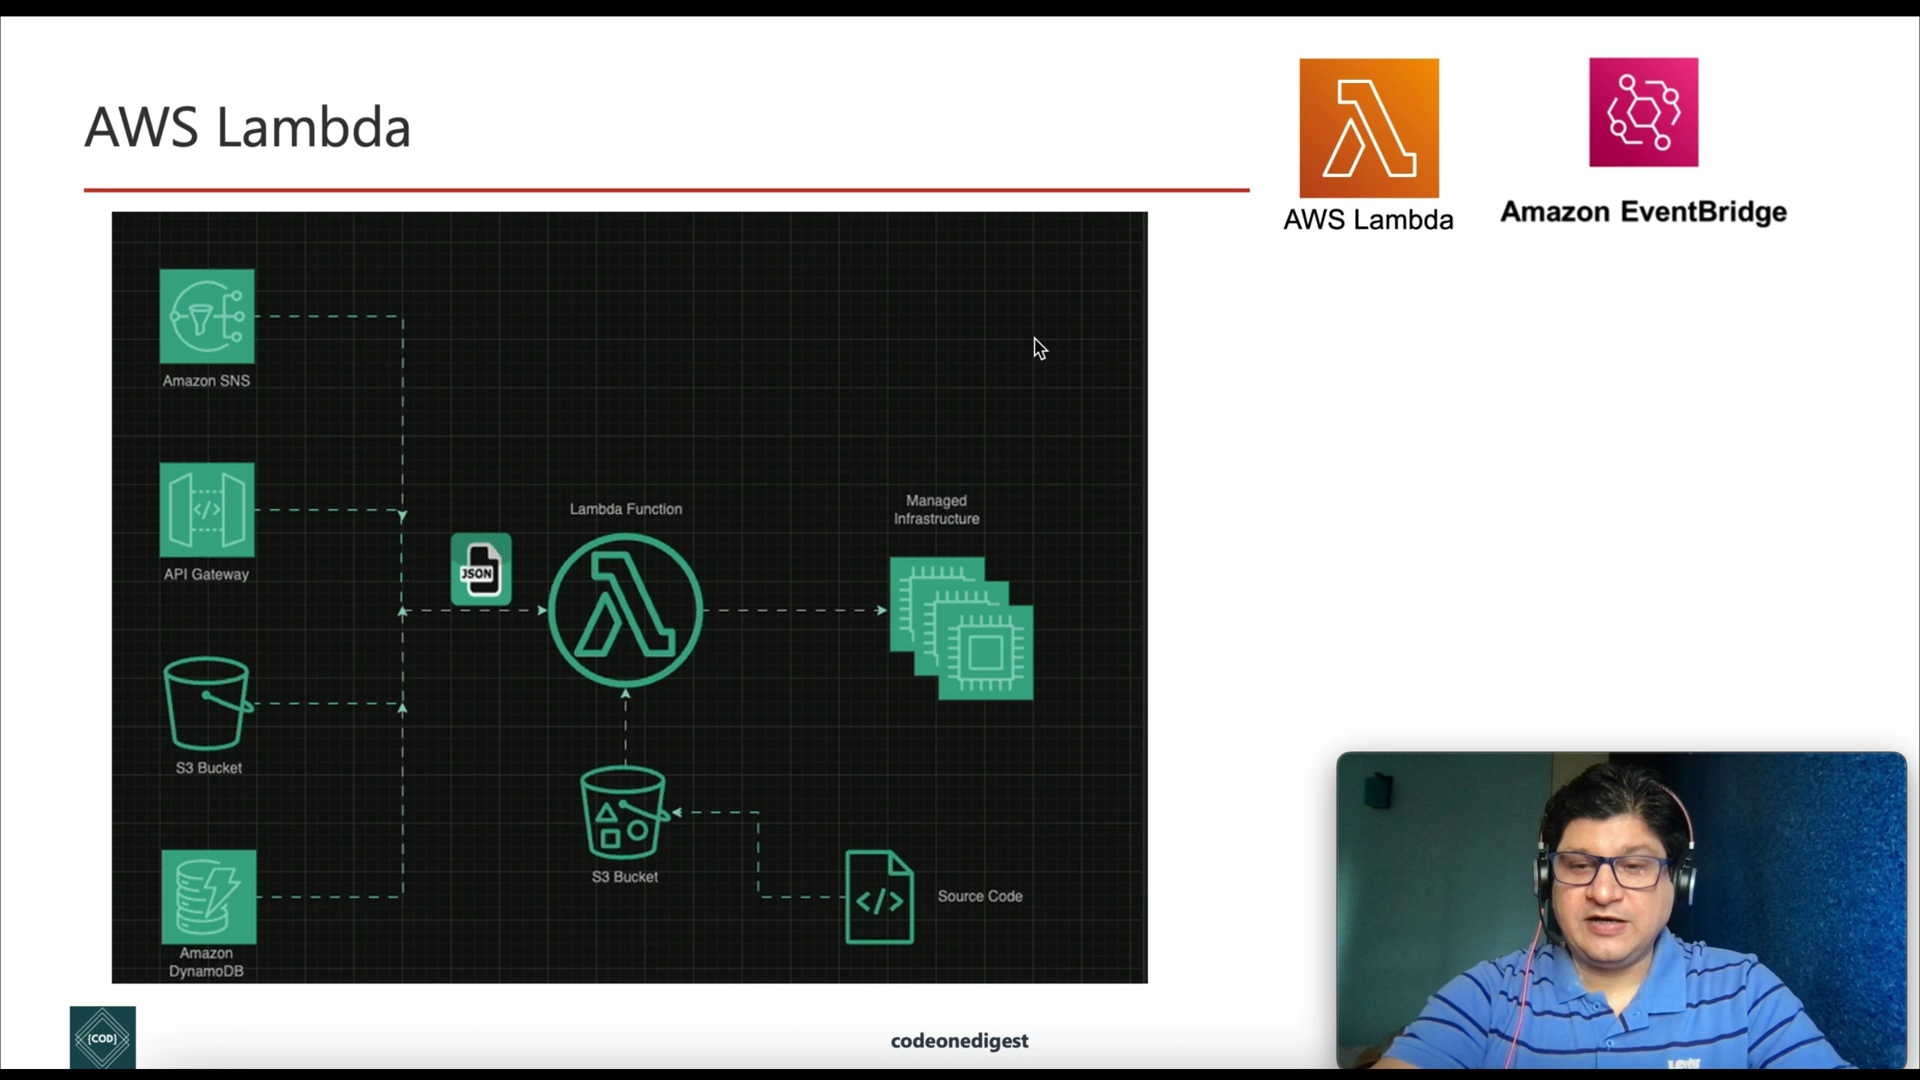 AWS Lambda
AWS Lambda
Amazon EventBridge
Amazon SNS
API Gateway
S3 Bucket
Amazon
DynamoDB
JSON
Lambda Function
Managed
Infrastructure
S3 Bucket
</>
Source Code
</>
{COD}
codeonedigest